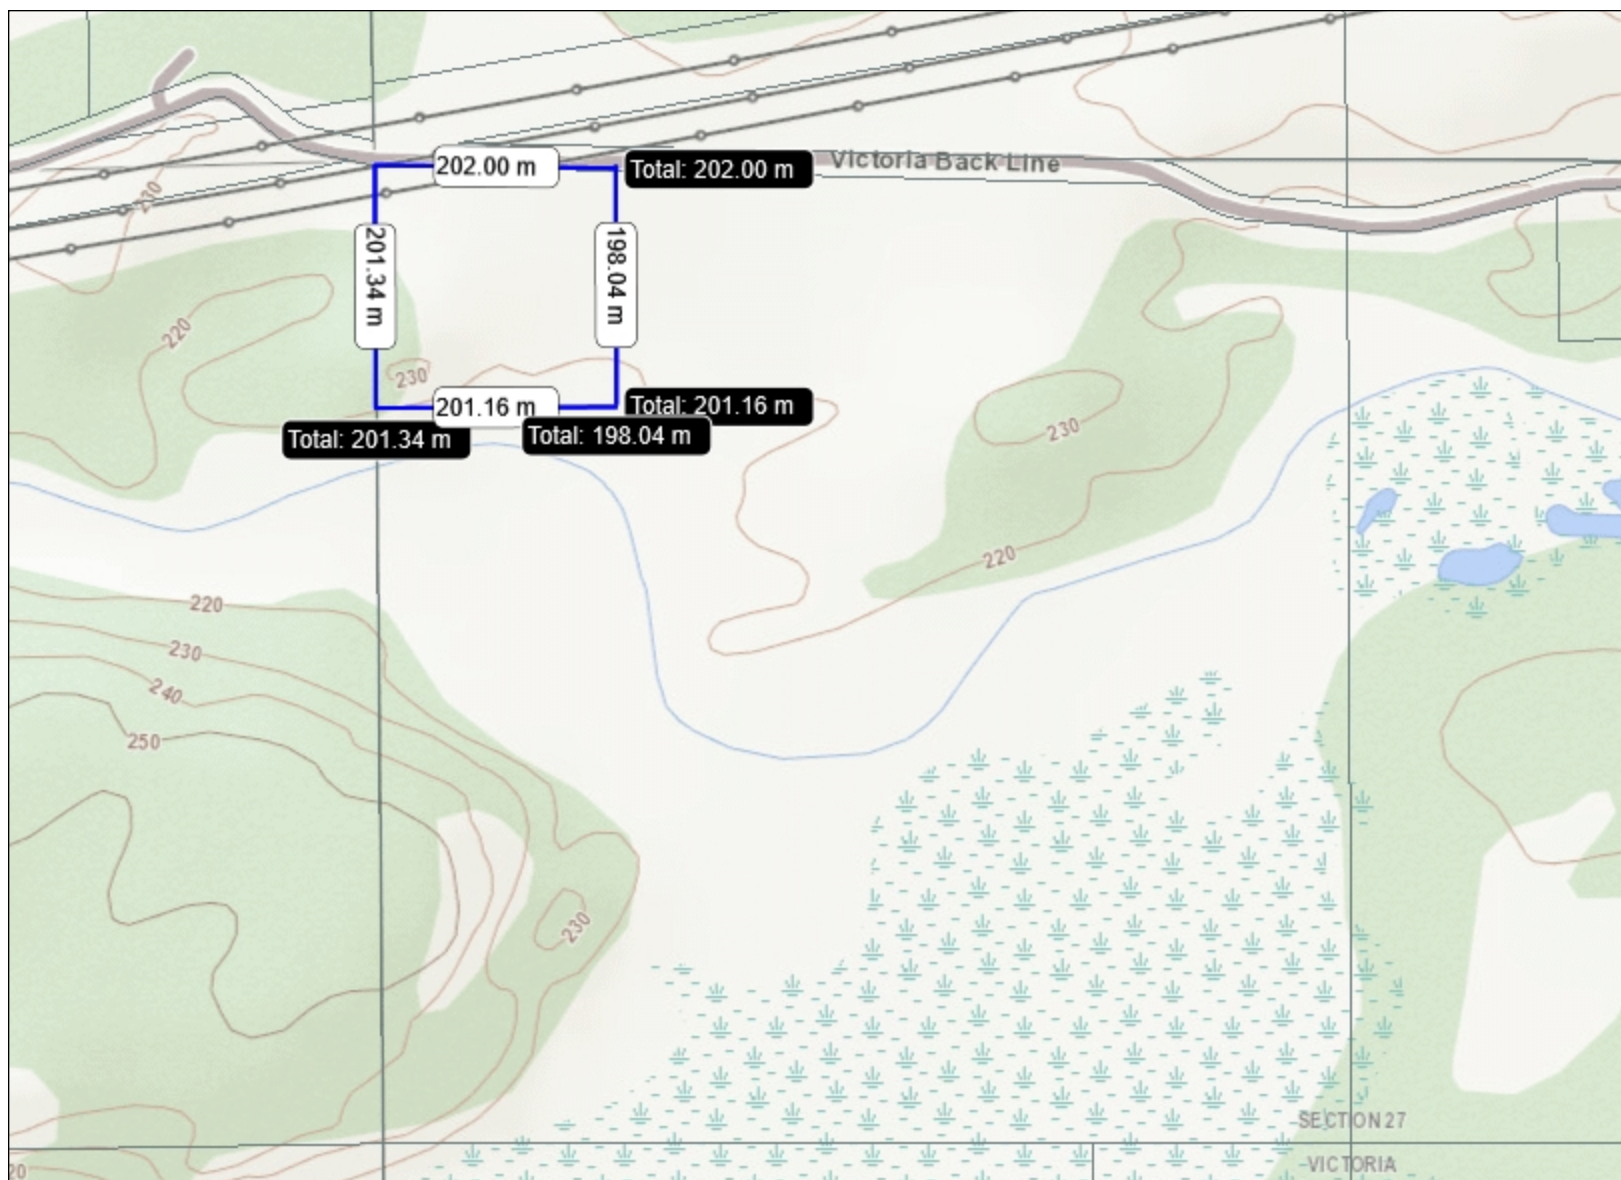 202.00 m
Total: 202.00 m
Victoria Back Line
230
201.34 m
198.04 m
220
230
201.16 m
Total: 201.16 m
Total: 201.34 m
Total: 198.04 m
230
220
220
230
240
250
230
SECTION 27
VICTORIA
20